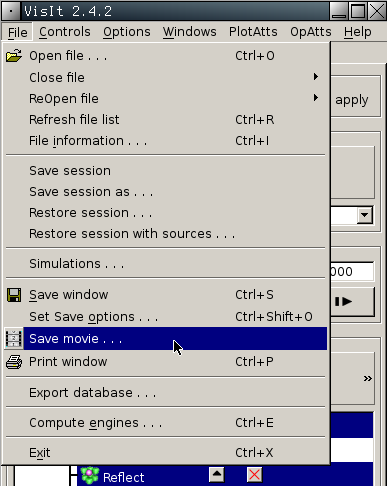 VisIt 2.4.2
File Controls Options Windows PlotAtts OpAtts Help
Open file . . . Ctrl+O
Close file
ReOpen file
apply
Refresh file list Ctrl+R
File information . . . Ctrl+I
Save session
Save session as . . .
Restore session . . .
Restore session with sources . . .
Simulations . . .
000
Save window Ctrl+S
Set Save options . . . Ctrl+Shift+O
Save movie . . .
Print window Ctrl+P
»
Export database . . .
Compute engines . . . Ctrl+E
Exit Ctrl+X
Reflect